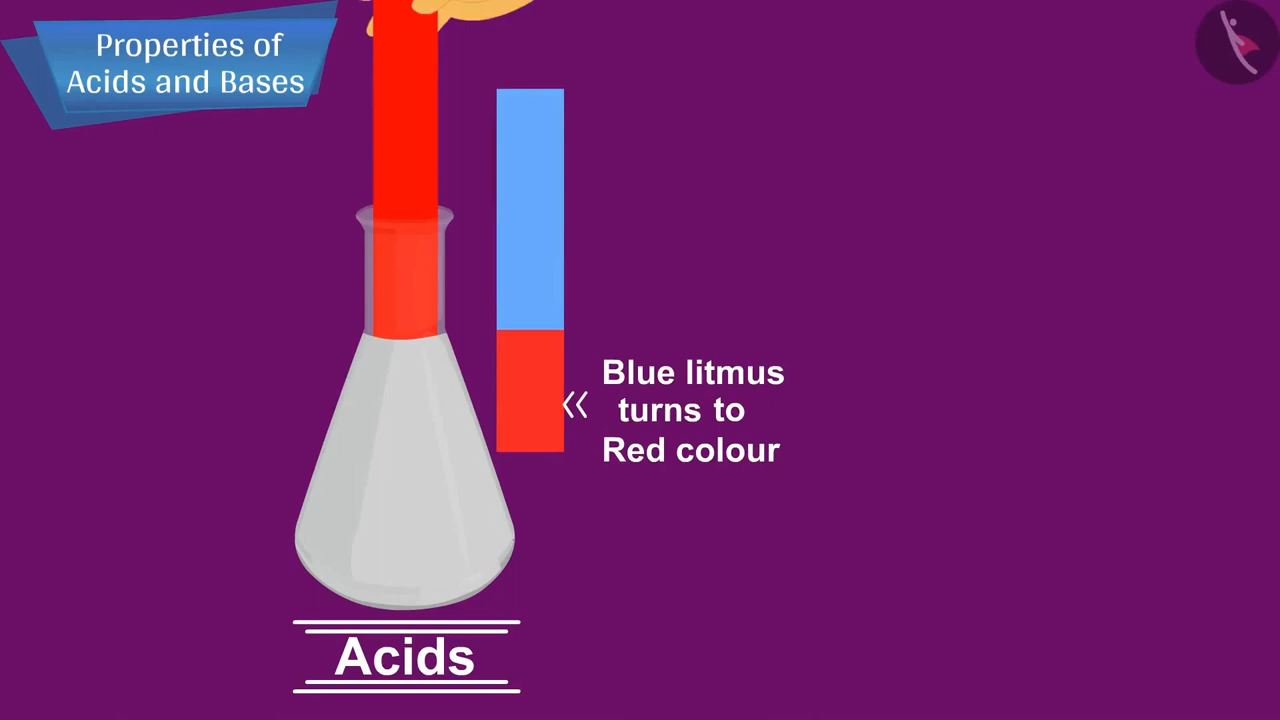 Properties of
Acids and Bases
Blue litmus
turns to
Red colour
Acids